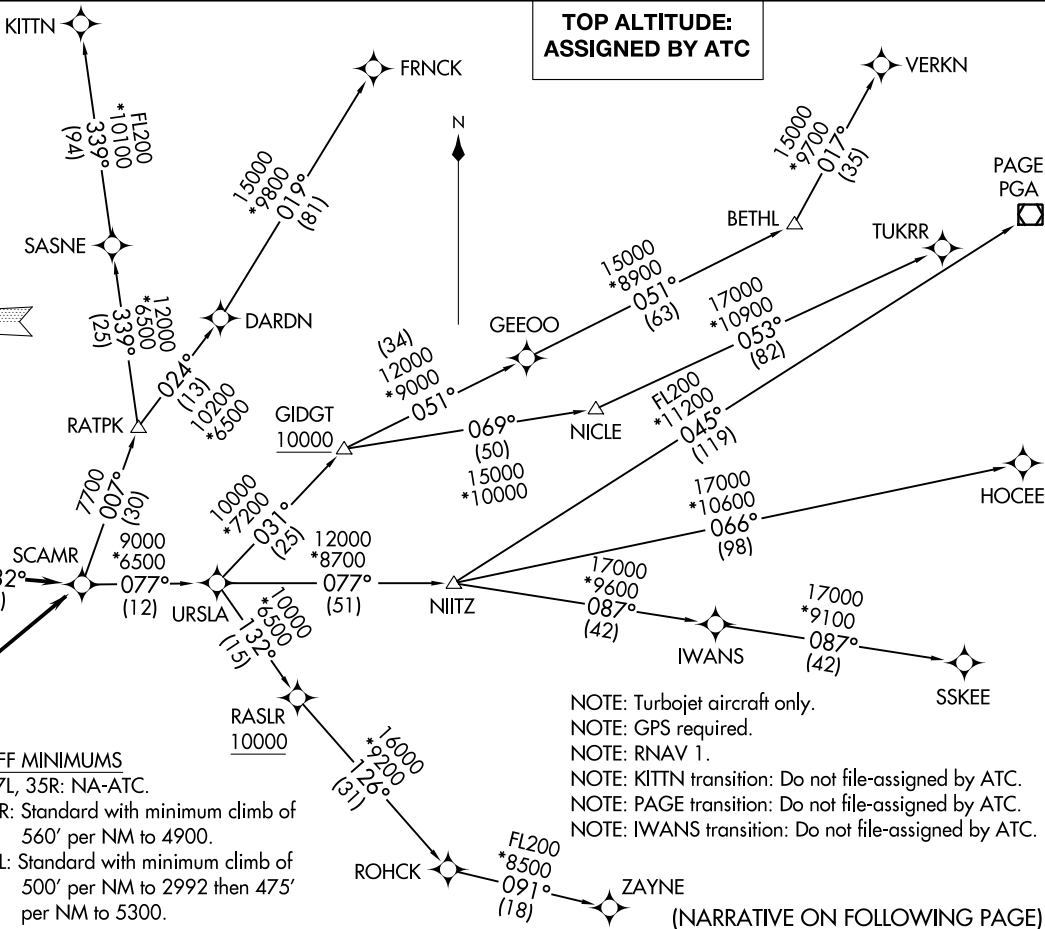 TOP ALTITUDE:
ASSIGNED BY ATC
KITTN
FRNCK
VERKN
N
FL200
*10100
339°
(94)
15000
*9800
019°
(81)
15000
*9700
017°
(35)
PAGE
PGA
SASNE
BETHL
TUKRR
12000
*6500
339°
(25)
DARDN
15000
*8900
051°
(63)
17000
*10900
053°
(82)
GEEOO
(34)
12000
*9000
051°
024°
(13)
10200
*6500
RATPK
GIDGT
10000
069°
(50)
15000
*10000
NICLE
FL200
*11200
045°
(119)
7700
007°
(30)
10000
*7200
031°
(25)
17000
*10600
066°
(98)
HOCEE
SCAMR
32°
)
9000
*6500
077°
(12)
URSLA
12000
*8700
077°
(51)
NIITZ
17000
*9600
087°
(42)
IWANS
17000
*9100
087°
(42)
SSKEE
10000
*6500
132°
(15)
RASLR
10000
16000
*9200
126°
(31)
ROHCK
FL200
*8500
091°
(18)
ZAYNE
NOTE: Turbojet aircraft only.
NOTE: GPS required.
NOTE: RNAV 1.
NOTE: KITTN transition: Do not file-assigned by ATC.
NOTE: PAGE transition: Do not file-assigned by ATC.
NOTE: IWANS transition: Do not file-assigned by ATC.
FF MINIMUMS
7L, 35R: NA-ATC.
R: Standard with minimum climb of
560' per NM to 4900.
L: Standard with minimum climb of
500' per NM to 2992 then 475'
per NM to 5300.
(NARRATIVE ON FOLLOWING PAGE)